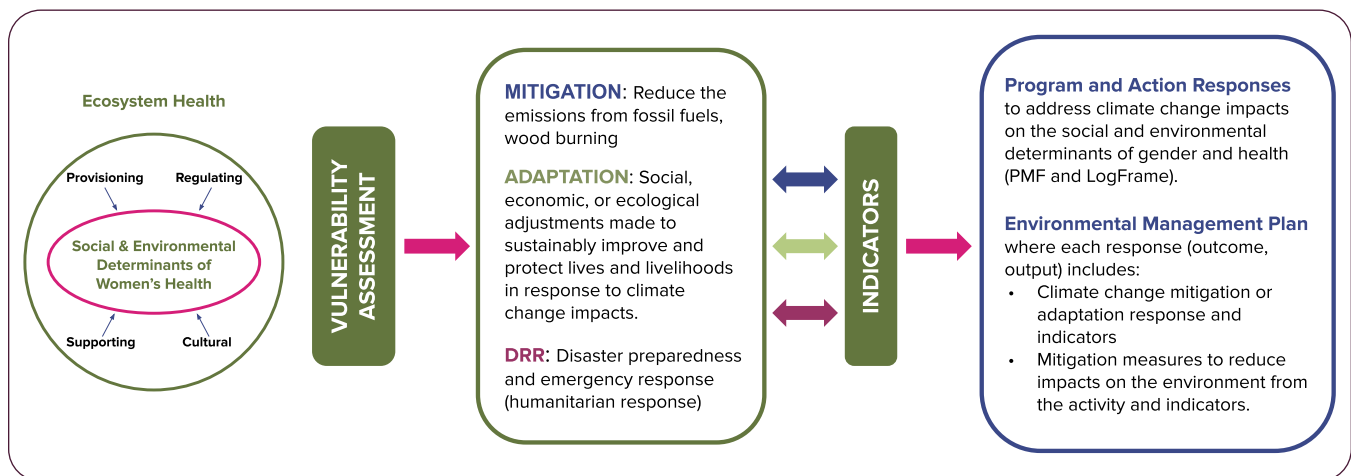 Ecosystem Health
Provisioning
Regulating
Social & Environmental
Determinants of
Women's Health
Supporting
Cultural
VULNERABILITY
ASSESSMENT
MITIGATION: Reduce the
emissions from fossil fuels,
wood burning
ADAPTATION: Social,
economic, or ecological
adjustments made to
sustainably improve and
protect lives and livelihoods
in response to climate
change impacts.
DRR: Disaster preparedness
and emergency response
(humanitarian response)
INDICATORS
Program and Action Responses
to address climate change impacts
on the social and environmental
determinants of gender and health
(PMF and LogFrame).
Environmental Management Plan
where each response (outcome,
output) includes:
• Climate change mitigation or
adaptation response and
indicators
• Mitigation measures to reduce
impacts on the environment from
the activity and indicators.